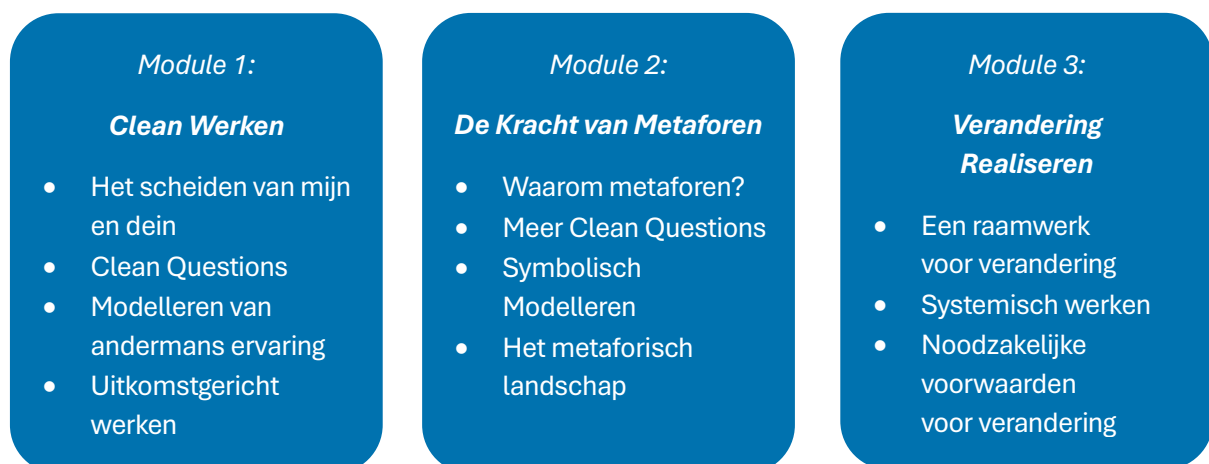 Module 1:
Clean Werken
• Het scheiden van mijn
en dein
• Clean Questions
• Modelleren van
andermans ervaring
• Uitkomstgericht
werken
Module 2:
De Kracht van Metaforen
• Waarom metaforen?
• Meer Clean Questions
• Symbolisch
Modelleren
• Het metaforisch
landschap
Module 3:
Verandering
Realiseren
• Een raamwerk
voor verandering
• Systemisch werken
• Noodzakelijke
voorwaarden
voor verandering